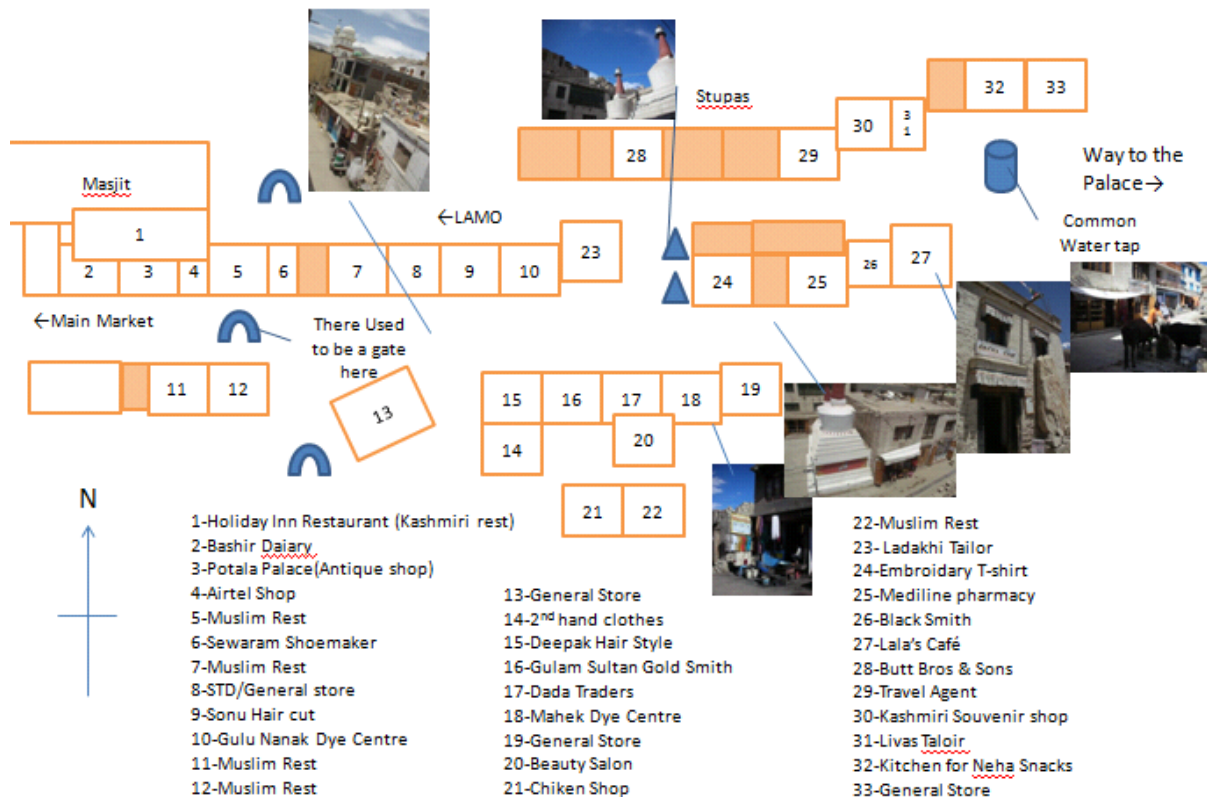 Stupas
32
33
30
3
1
28
29
Way to the
Palace→
Masjit
1
←LAMO
Common
Water tap
2
3
4
5
6
7
8
9
10
23
24
25
26
27
←Main Market
There Used
to be a gate
here
11
12
13
15
16
17
18
19
14
20
21
22
N
1-Holiday Inn Restaurant (Kashmiri rest)
2-Bashir Daiary
3-Potala Palace(Antique shop)
4-Airtel Shop
5-Muslim Rest
6-Sewaram Shoemaker
7-Muslim Rest
8-STD/General store
9-Sonu Hair cut
10-Gulu Nanak Dye Centre
11-Muslim Rest
12-Muslim Rest
13-General Store
14-2nd hand clothes
15-Deepak Hair Style
16-Gulam Sultan Gold Smith
17-Dada Traders
18-Mahek Dye Centre
19-General Store
20-Beauty Salon
21-Chiken Shop
22-Muslim Rest
23- Ladakhi Tailor
24-Embroidary T-shirt
25-Mediline pharmacy
26-Black Smith
27-Lala's Café
28-Butt Bros & Sons
29-Travel Agent
30-Kashmiri Souvenir shop
31-Livas Taloir
32-Kitchen for Neha Snacks
33-General Store